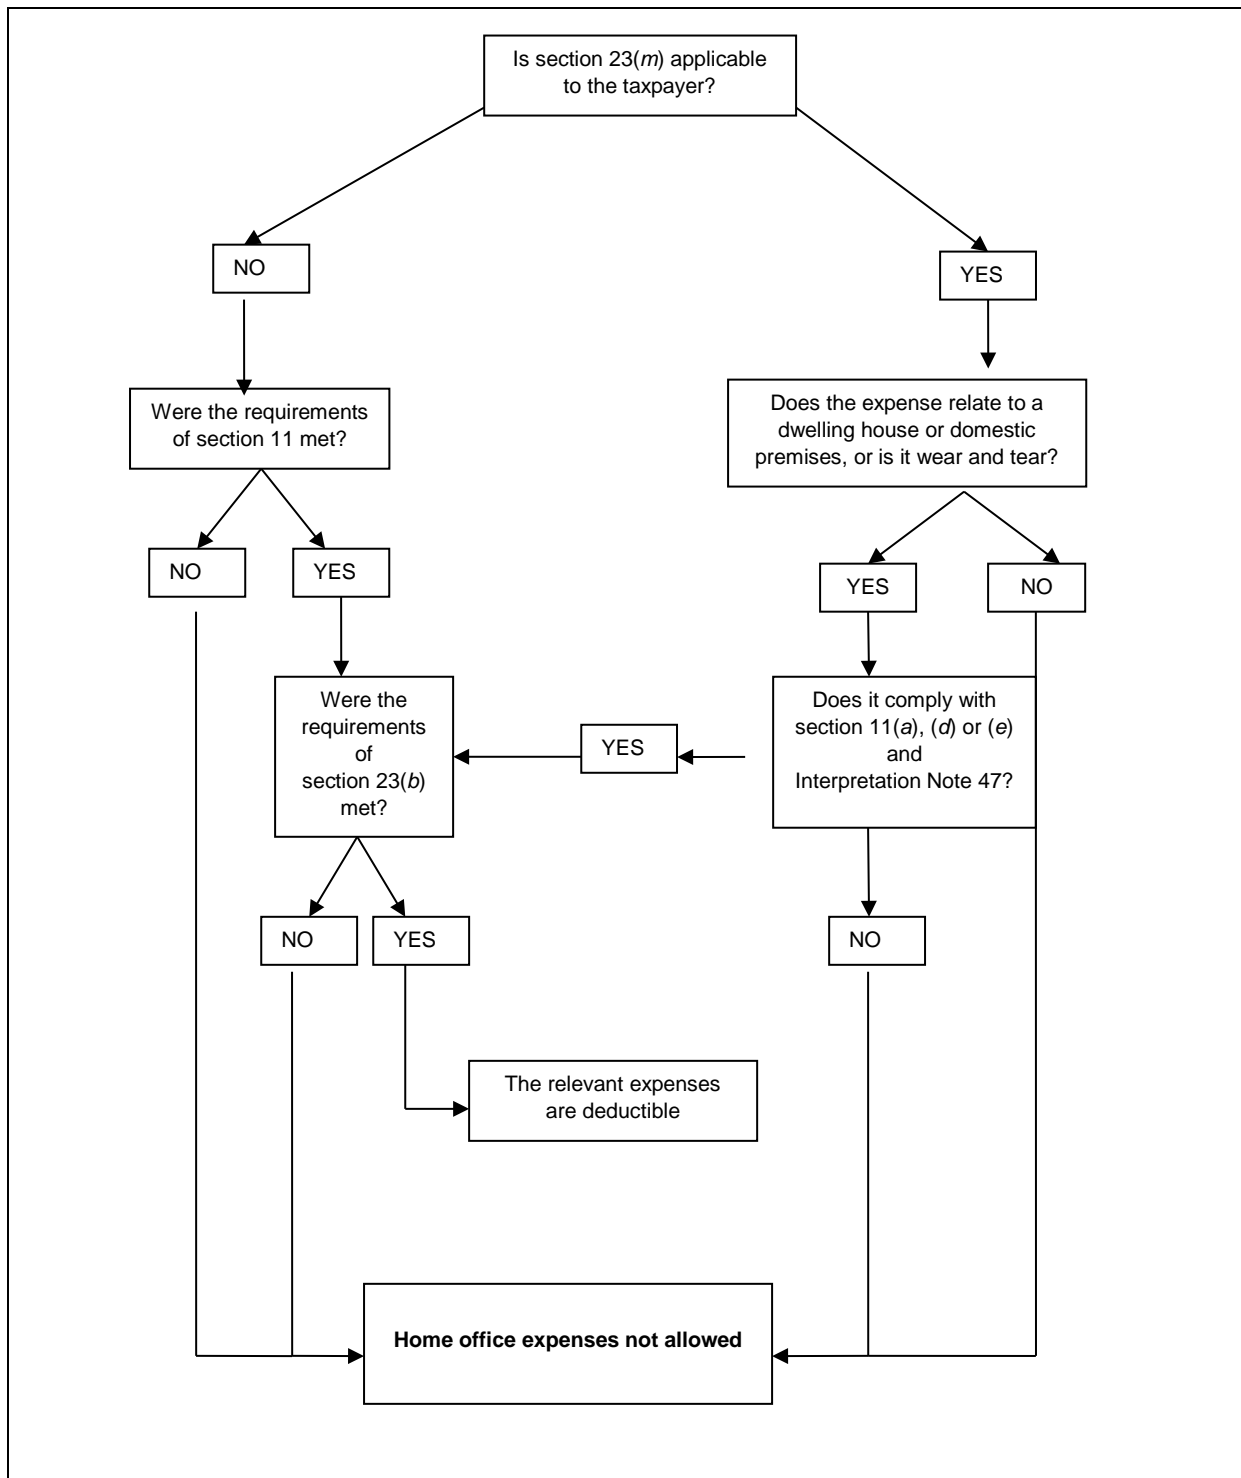 Is section 23(m) applicable
to the taxpayer?
NO
YES
Were the requirements
of section 11 met?
Does the expense relate to a
dwelling house or domestic
premises, or is it wear and tear?
NO
YES
YES
NO
Were the
requirements
of
section 23(b)
met?
YES
Does it comply with
section 11(a), (d) or (e)
and
Interpretation Note 47?
NO
YES
NO
The relevant expenses
are deductible
Home office expenses not allowed